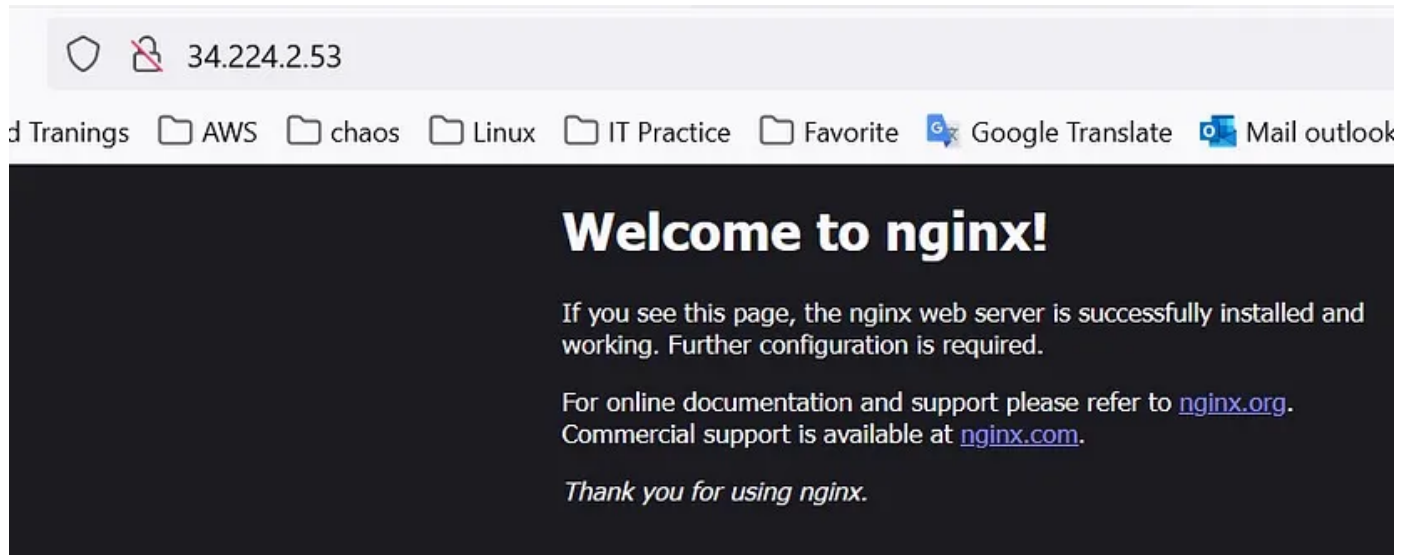 34.224.2.53
d Tranings AWS chaos Linux IT Practice Favorite Google Translate Mail outlook
Welcome to nginx!
If you see this page, the nginx web server is successfully installed and
working. Further configuration is required.
For online documentation and support please refer to nginx.org.
Commercial support is available at nginx.com.
Thank you for using nginx.